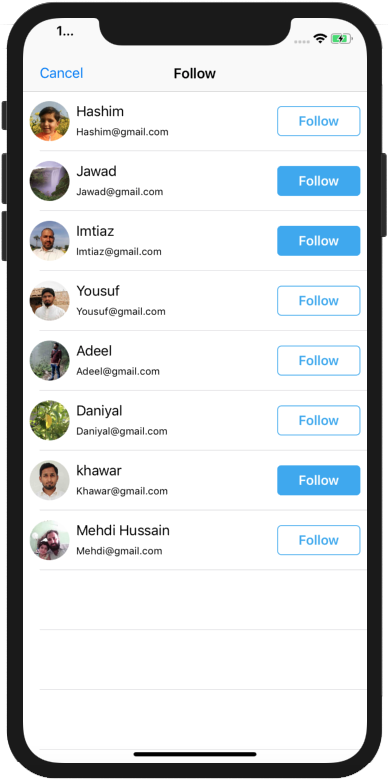 1...
Cancel
Follow
Hashim
Hashim@gmail.com
Follow
Jawad
Jawad@gmail.com
Follow
Imtiaz
Imtiaz@gmail.com
Follow
Yousuf
Yousuf@gmail.com
Follow
Adeel
Adeel@gmail.com
Follow
Daniyal
Daniyal@gmail.com
Follow
khawar
Khawar@gmail.com
Follow
Mehdi Hussain
Mehdi@gmail.com
Follow